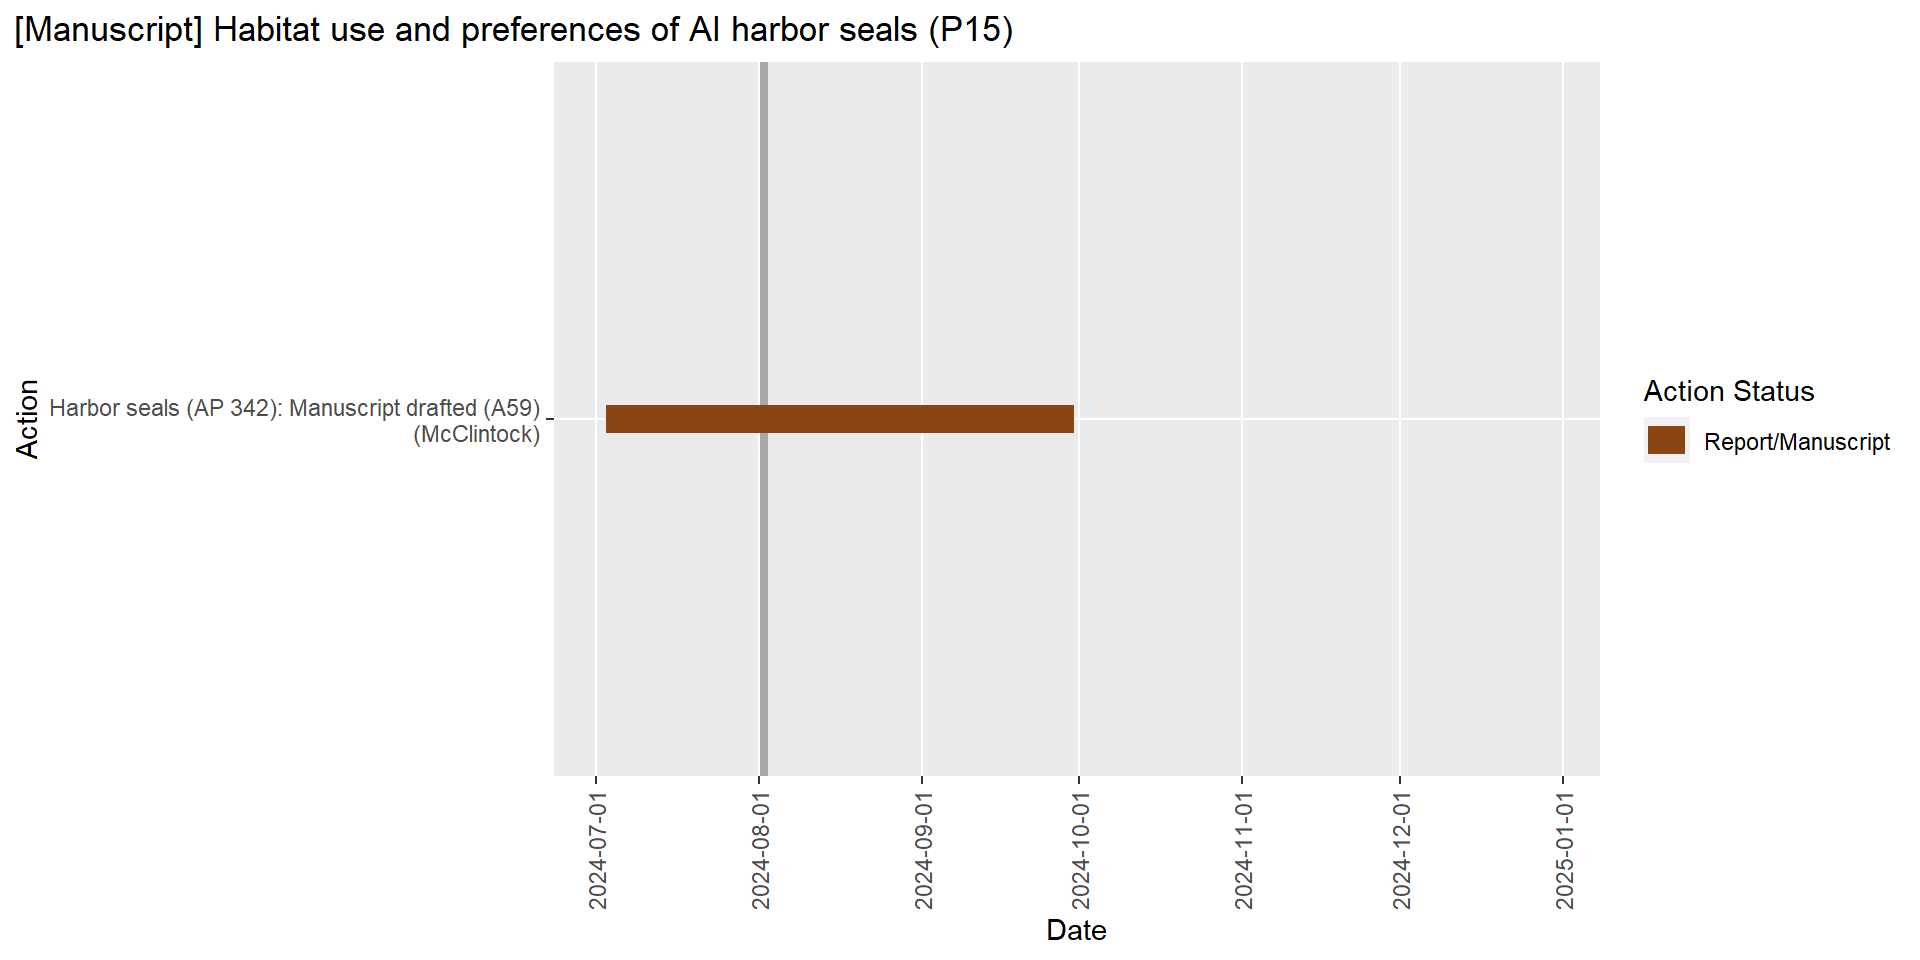 [Manuscript] Habitat use and preferences of AI harbor seals (P15)
Action
Harbor seals (AP 342): Manuscript drafted (A59)
(McClintock)
2024-07-01
2024-08-01
2024-09-01
2024-10-01
2024-11-01
2024-12-01
2025-01-01
Date
Action Status
Report/Manuscript